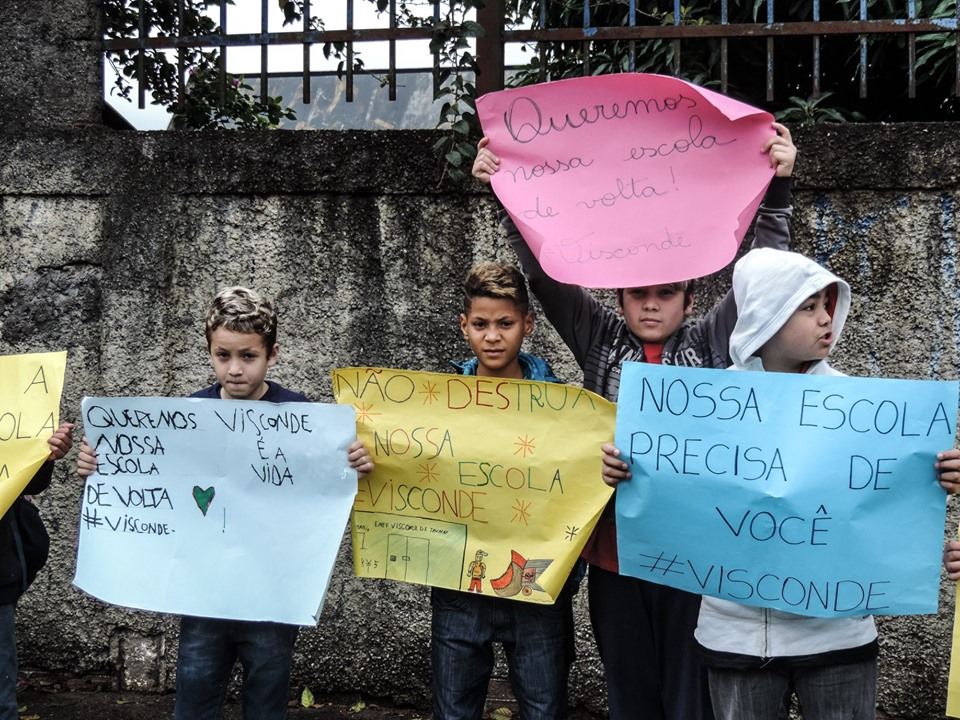 Queremos
nossa escola
de volta!
Visconde
A
OLA
A
QUEREMOS VISCONDE
NOSSA É A
ESCOLA VIDA
DE VOLTA !
#VISCONDE.
NÃO * DESTRUA
NOSSA
ESCOLA
#VISCONDE
NOSSA ESCOLA
PRECISA DE
VOCÊ
#VISCONDE